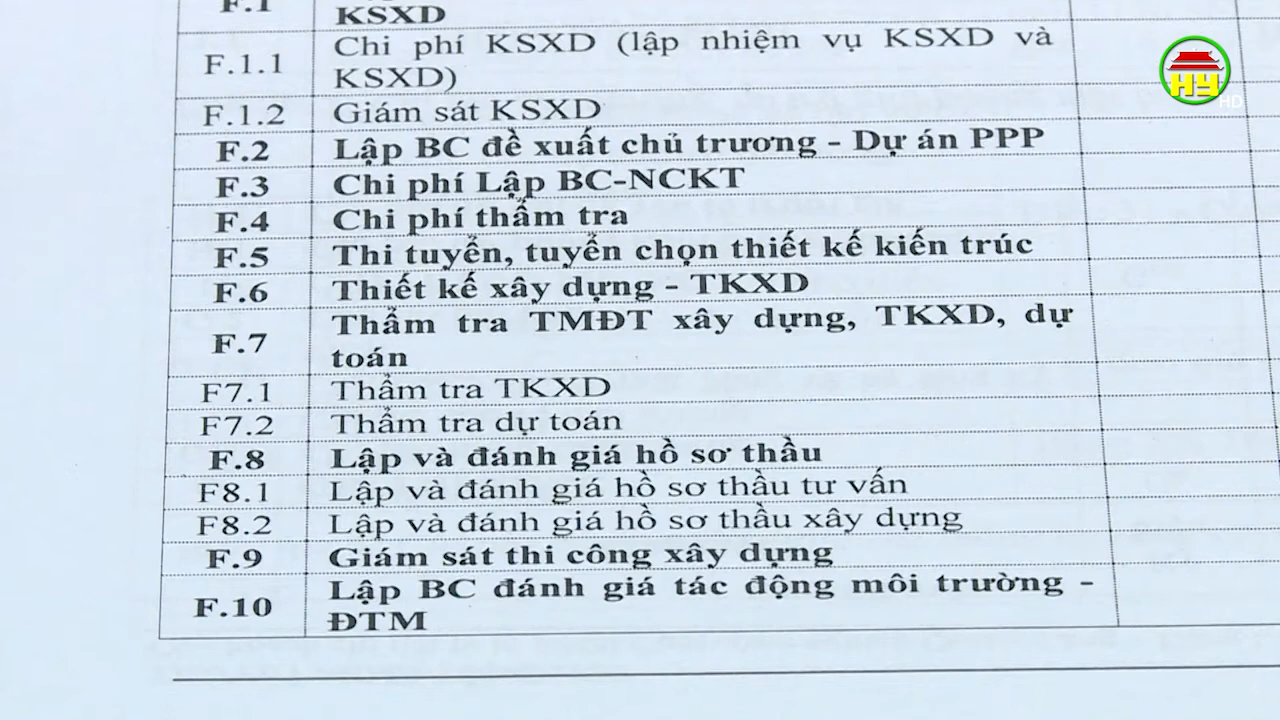 F.1
KSXD
F.1.1 Chi phí KSXD (lập nhiệm vụ KSXD và
KSXD)
F.1.2 Giám sát KSXD
F.2 Lập BC đề xuất chủ trương - Dự án PPP
F.3 Chi phí Lập BC-NCKT
F.4 Chi phí thẩm tra
F.5 Thi tuyển, tuyển chọn thiết kế kiến trúc
F.6 Thiết kế xây dựng - TKXD
F.7 Thẩm tra TMĐT xây dựng, TKXD, dự
toán
F7.1 Thẩm tra TKXD
F7.2 Thẩm tra dự toán
F.8 Lập và đánh giá hồ sơ thầu
F8.1 Lập và đánh giá hồ sơ thầu tư vấn
F8.2 Lập và đánh giá hồ sơ thầu xây dựng
F.9 Giám sát thi công xây dựng
F.10 Lập BC đánh giá tác động môi trường -
ĐTM
HY
HD